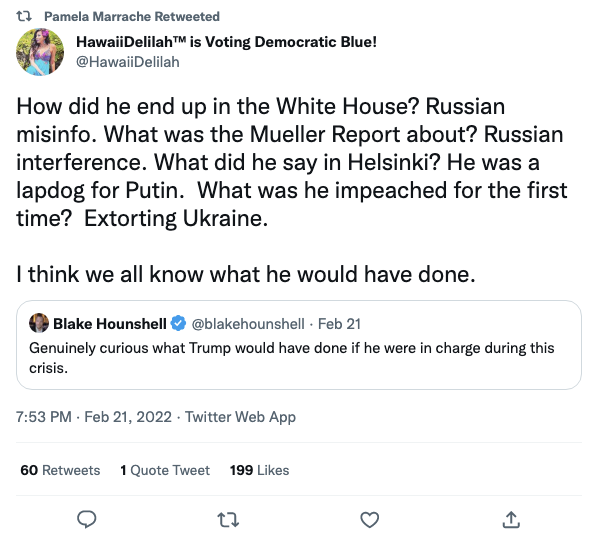 Pamela Marrache Retweeted
HawaiiDelilah™ is Voting Democratic Blue!
@HawaiiDelilah
How did he end up in the White House? Russian
misinfo. What was the Mueller Report about? Russian
interference. What did he say in Helsinki? He was a
lapdog for Putin.  What was he impeached for the first
time?  Extorting Ukraine.
I think we all know what he would have done.
Blake Hounshell @blakehounshell · Feb 21
Genuinely curious what Trump would have done if he were in charge during this
crisis.
7:53 PM · Feb 21, 2022 · Twitter Web App
60 Retweets 1 Quote Tweet 199 Likes